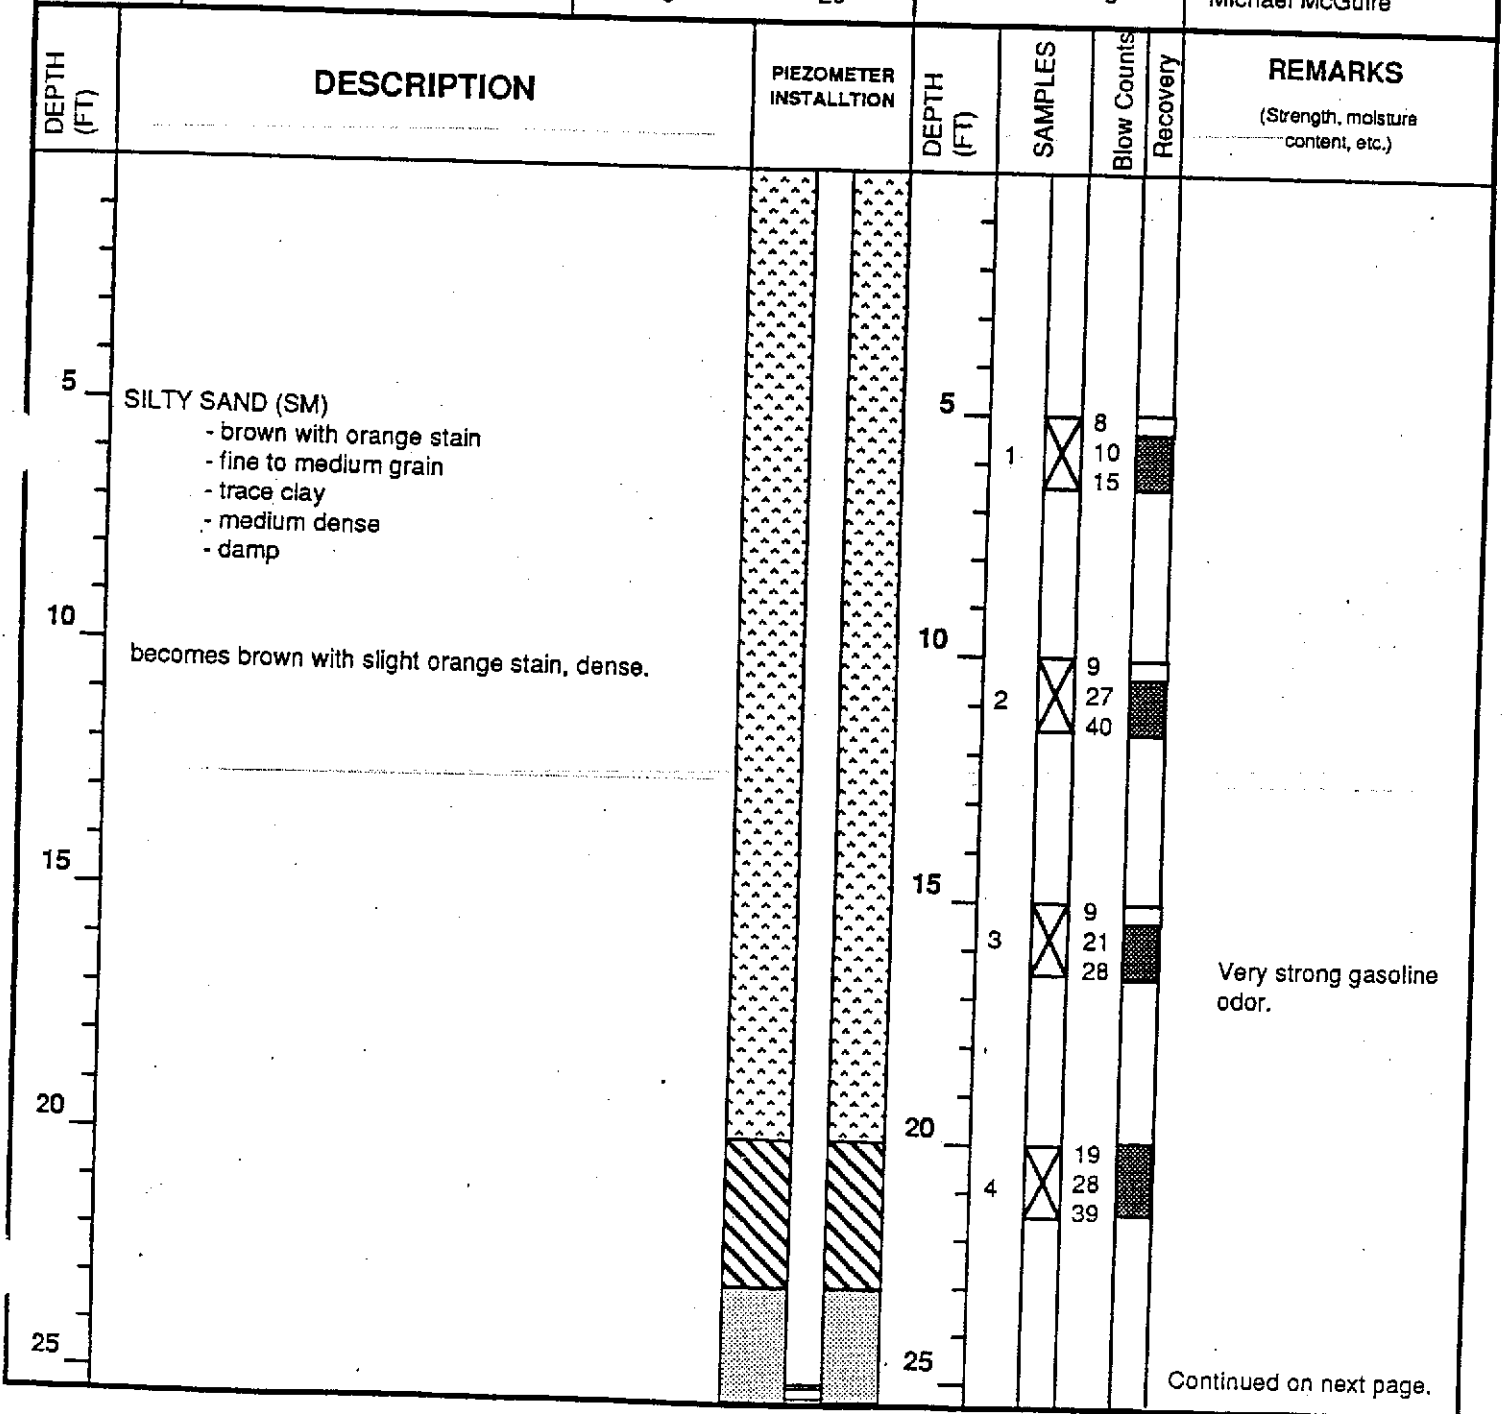 Michael McGuire
DEPTH (FT)
DESCRIPTION
PIEZOMETER
INSTALLTION
DEPTH (FT)
SAMPLES
Blow Counts
Recovery
REMARKS
(Strength, moisture
content, etc.)
5
SILTY SAND (SM)
- brown with orange stain
- fine to medium grain
- trace clay
- medium dense
- damp
5
1
8
10
15
10
becomes brown with slight orange stain, dense.
10
2
9
27
40
15
15
3
9
21
28
Very strong gasoline
odor.
20
20
4
19
28
39
25
25
Continued on next page.